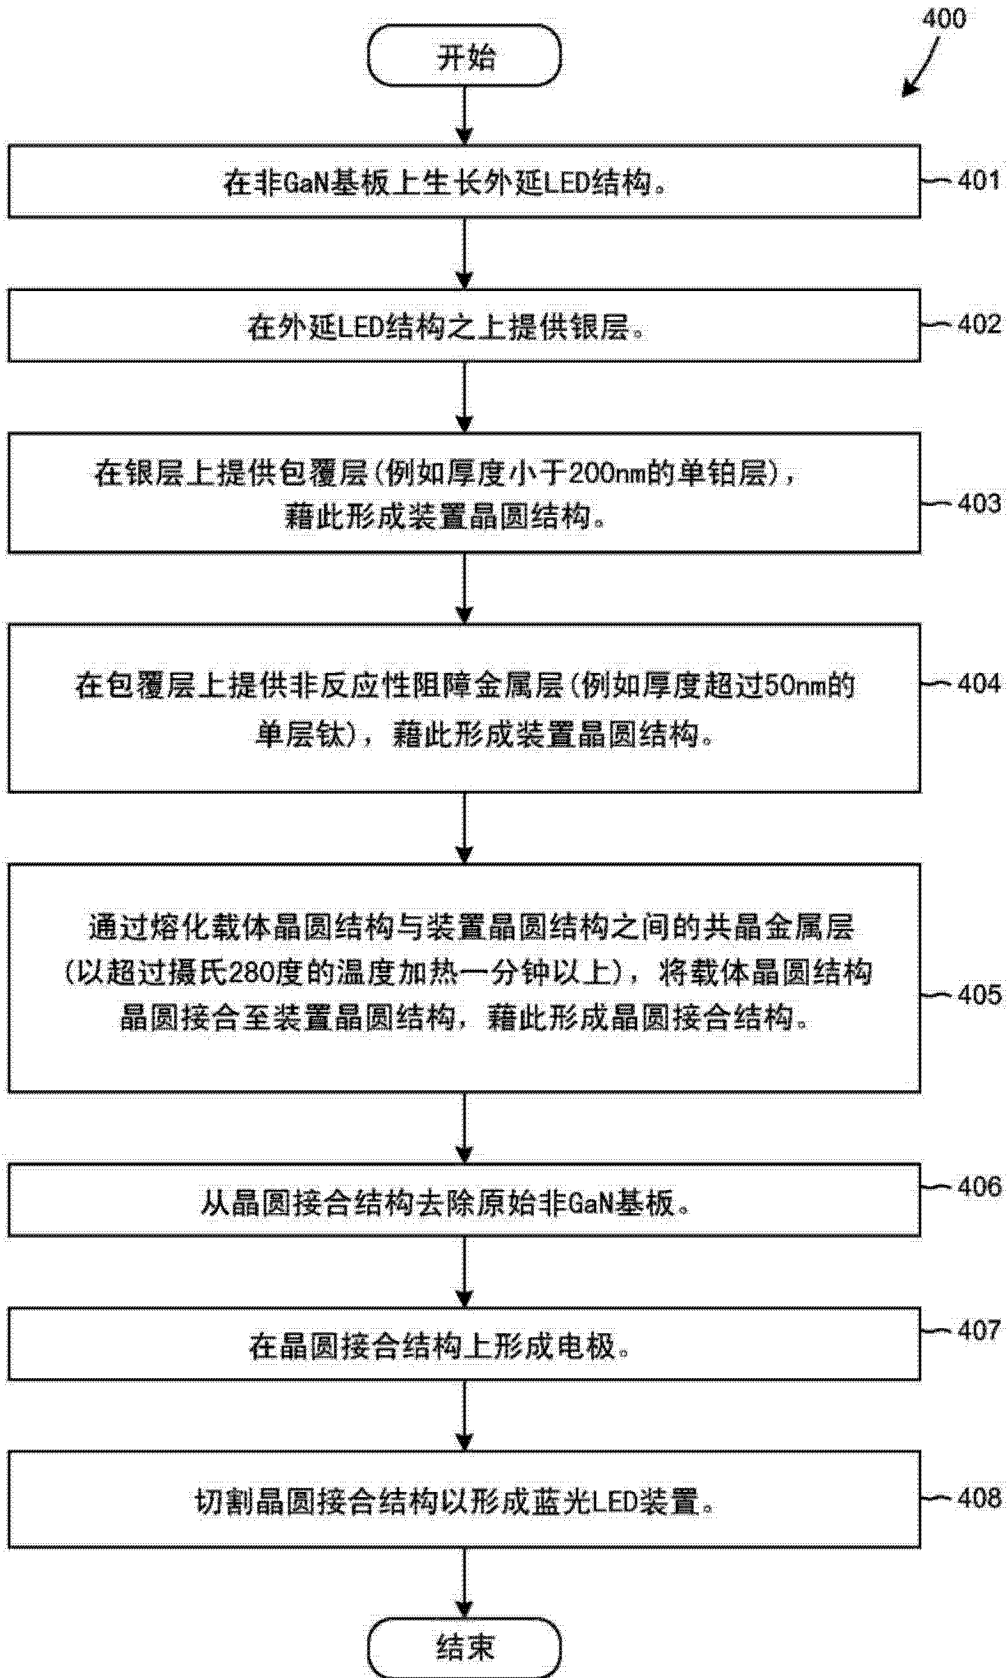 400
开始
在非GaN基板上生长外延LED结构。
401
在外延LED结构之上提供银层。
402
在银层上提供包覆层(例如厚度小于200nm的单铂层),
藉此形成装置晶圆结构。
403
在包覆层上提供非反应性阻障金属层(例如厚度超过50nm的
单层钛),藉此形成装置晶圆结构。
404
通过熔化载体晶圆结构与装置晶圆结构之间的共晶金属层
(以超过摄氏280度的温度加热一分钟以上),将载体晶圆结构
晶圆接合至装置晶圆结构,藉此形成晶圆接合结构。
405
从晶圆接合结构去除原始非GaN基板。
406
在晶圆接合结构上形成电极。
407
切割晶圆接合结构以形成蓝光LED装置。
408
结束